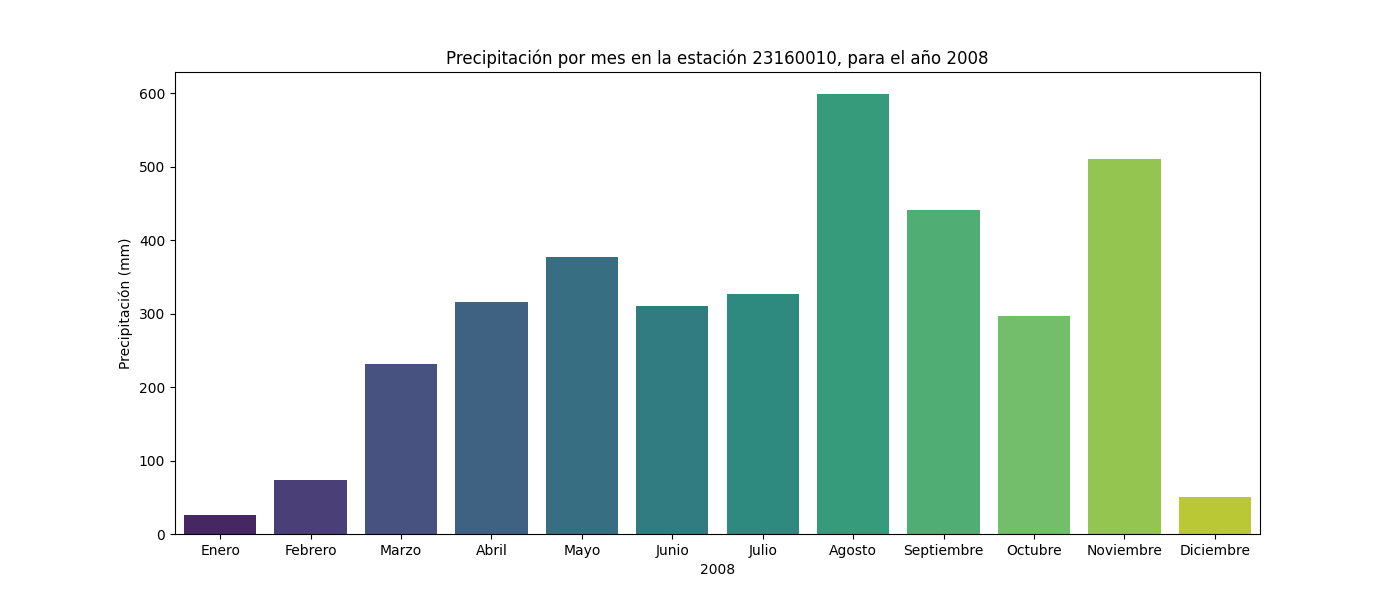 Precipitación por mes en la estación 23160010, para el año 2008
Precipitación (mm)
600
500
400
300
200
100
0
Enero Febrero Marzo Abril Mayo Junio Julio Agosto Septiembre Octubre Noviembre Diciembre
2008